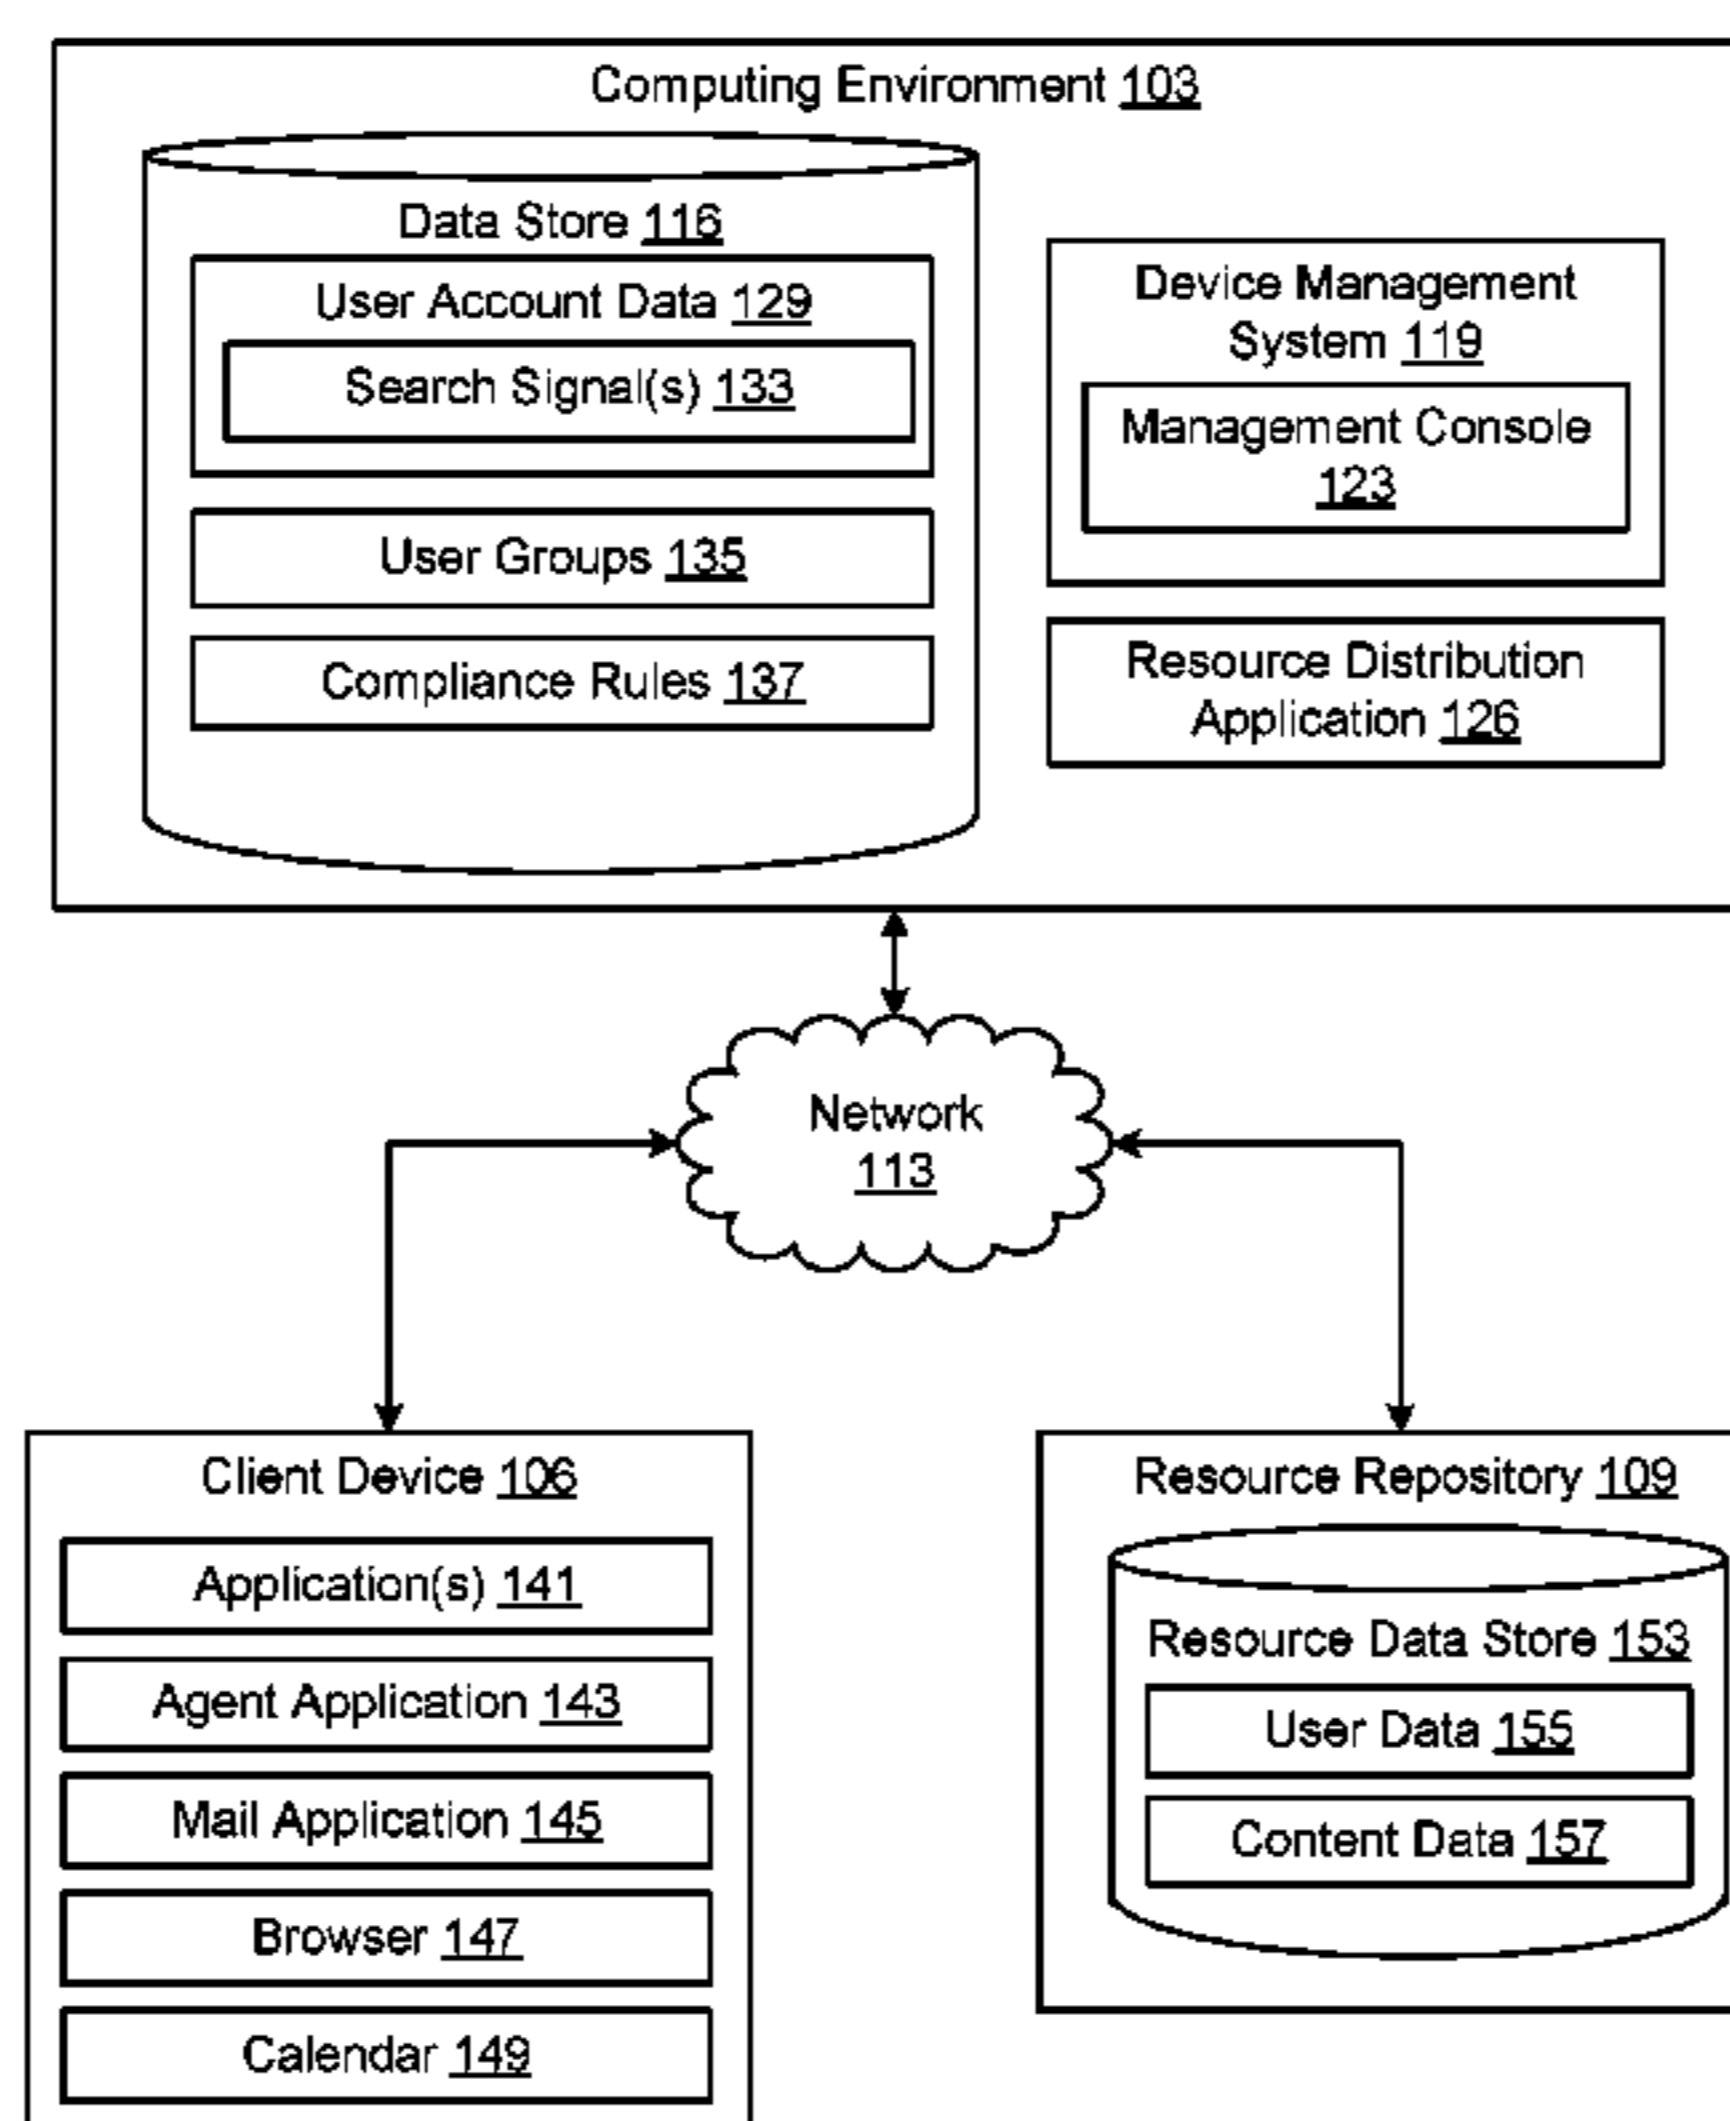 Computing Environment 103
Data Store 116
User Account Data 129
Search Signal(s) 133
User Groups 135
Compliance Rules 137
Device Management
System 119
Management Console
123
Resource Distribution
Application 126
Network
113
Client Device 106
Application(s) 141
Agent Application 143
Mail Application 145
Browser 147
Calendar 149
Resource Repository 109
Resource Data Store 153
User Data 155
Content Data 157